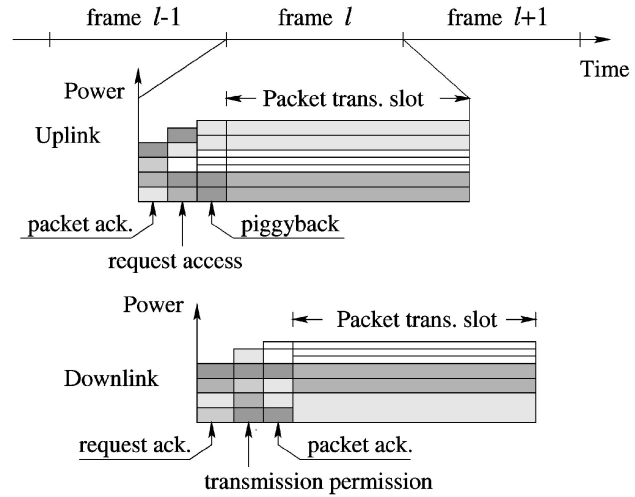 frame l-1 frame l frame l+1
Time
Power
Packet trans. slot
Uplink
packet ack. piggyback
request access
Power
Packet trans. slot
Downlink
request ack. packet ack.
transmission permission